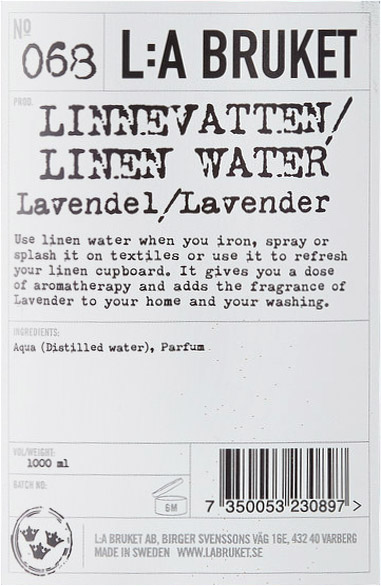 No
068
L:A BRUKET
PROD.
LINNEVATTEN/
LINEN WATER
Lavendel/Lavender
Use linen water when you iron, spray or
splash it on textiles or use it to refresh
your linen cupboard. It gives you a dose
of aromatherapy and adds the fragrance of
Lavender to your home and your washing.
INGREDIENTS:
Aqua (Distilled water), Parfum
VOL/WEIGHT:
1000 ml
BATCH NO:
6M
7 350053 230897 >
L:A BRUKET AB, BIRGER SVENSSONS VÄG 16E, 432 40 VARBERG
MADE IN SWEDEN WWW.LABRUKET.SE